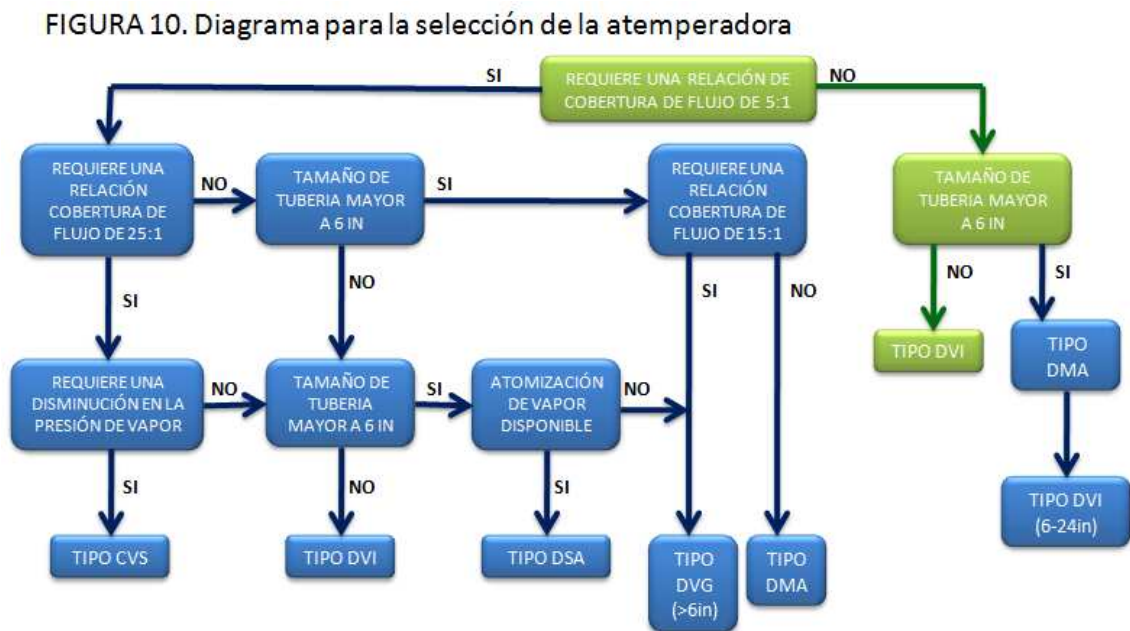 FIGURA 10. Diagrama para la selección de la atemperadora
SI
REQUIERE UNA RELACIÓN DE
COBERTURA DE FLUJO DE 5:1
NO
REQUIERE UNA
RELACIÓN
COBERTURA DE
FLUJO DE 25:1
NO
TAMAÑO DE
TUBERIA MAYOR
A 6 IN
SI
REQUIERE UNA
RELACIÓN
COBERTURA DE
FLUJO DE 15:1
TAMAÑO DE
TUBERIA MAYOR
A 6 IN
SI
NO
SI
NO
NO
SI
TIPO DVI
TIPO
DMA
REQUIERE UNA
DISMINUCIÓN EN LA
PRESIÓN DE VAPOR
NO
TAMAÑO DE
TUBERIA
MAYOR A 6 IN
SI
ATOMIZACIÓN
DE VAPOR
DISPONIBLE
NO
SI
NO
SI
TIPO CVS
TIPO DVI
TIPO DSA
TIPO
DVG
(>6in)
TIPO
DMA
TIPO DVI
(6-24in)